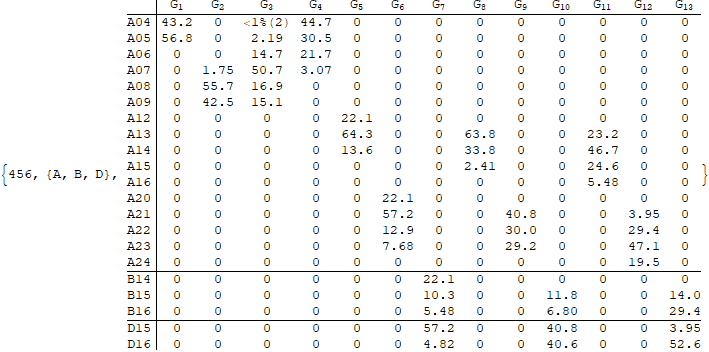 G1 G2 G3 G4 G5 G6 G7 G8 G9 G10 G11 G12 G13
A04 43.2 0 <1%(2) 44.7 0 0 0 0 0 0 0 0 0
A05 56.8 0 2.19 30.5 0 0 0 0 0 0 0 0 0
A06 0 0 14.7 21.7 0 0 0 0 0 0 0 0 0
A07 0 1.75 50.7 3.07 0 0 0 0 0 0 0 0 0
A08 0 55.7 16.9 0 0 0 0 0 0 0 0 0 0
A09 0 42.5 15.1 0 0 0 0 0 0 0 0 0 0
A12 0 0 0 0 22.1 0 0 0 0 0 0 0 0
A13 0 0 0 0 64.3 0 0 63.8 0 0 23.2 0 0
A14 0 0 0 0 13.6 0 0 33.8 0 0 46.7 0 0
{456, {A, B, D}, A15 0 0 0 0 0 0 0 2.41 0 0 24.6 0 0 }
A16 0 0 0 0 0 0 0 0 0 0 5.48 0 0
A20 0 0 0 0 0 22.1 0 0 0 0 0 0 0
A21 0 0 0 0 0 57.2 0 0 40.8 0 0 3.95 0
A22 0 0 0 0 0 12.9 0 0 30.0 0 0 29.4 0
A23 0 0 0 0 0 7.68 0 0 29.2 0 0 47.1 0
A24 0 0 0 0 0 0 0 0 0 0 0 19.5 0
B14 0 0 0 0 0 0 22.1 0 0 0 0 0 0
B15 0 0 0 0 0 0 10.3 0 0 11.8 0 0 14.0
B16 0 0 0 0 0 0 5.48 0 0 6.80 0 0 29.4
D15 0 0 0 0 0 0 57.2 0 0 40.8 0 0 3.95
D16 0 0 0 0 0 0 4.82 0 0 40.6 0 0 52.6